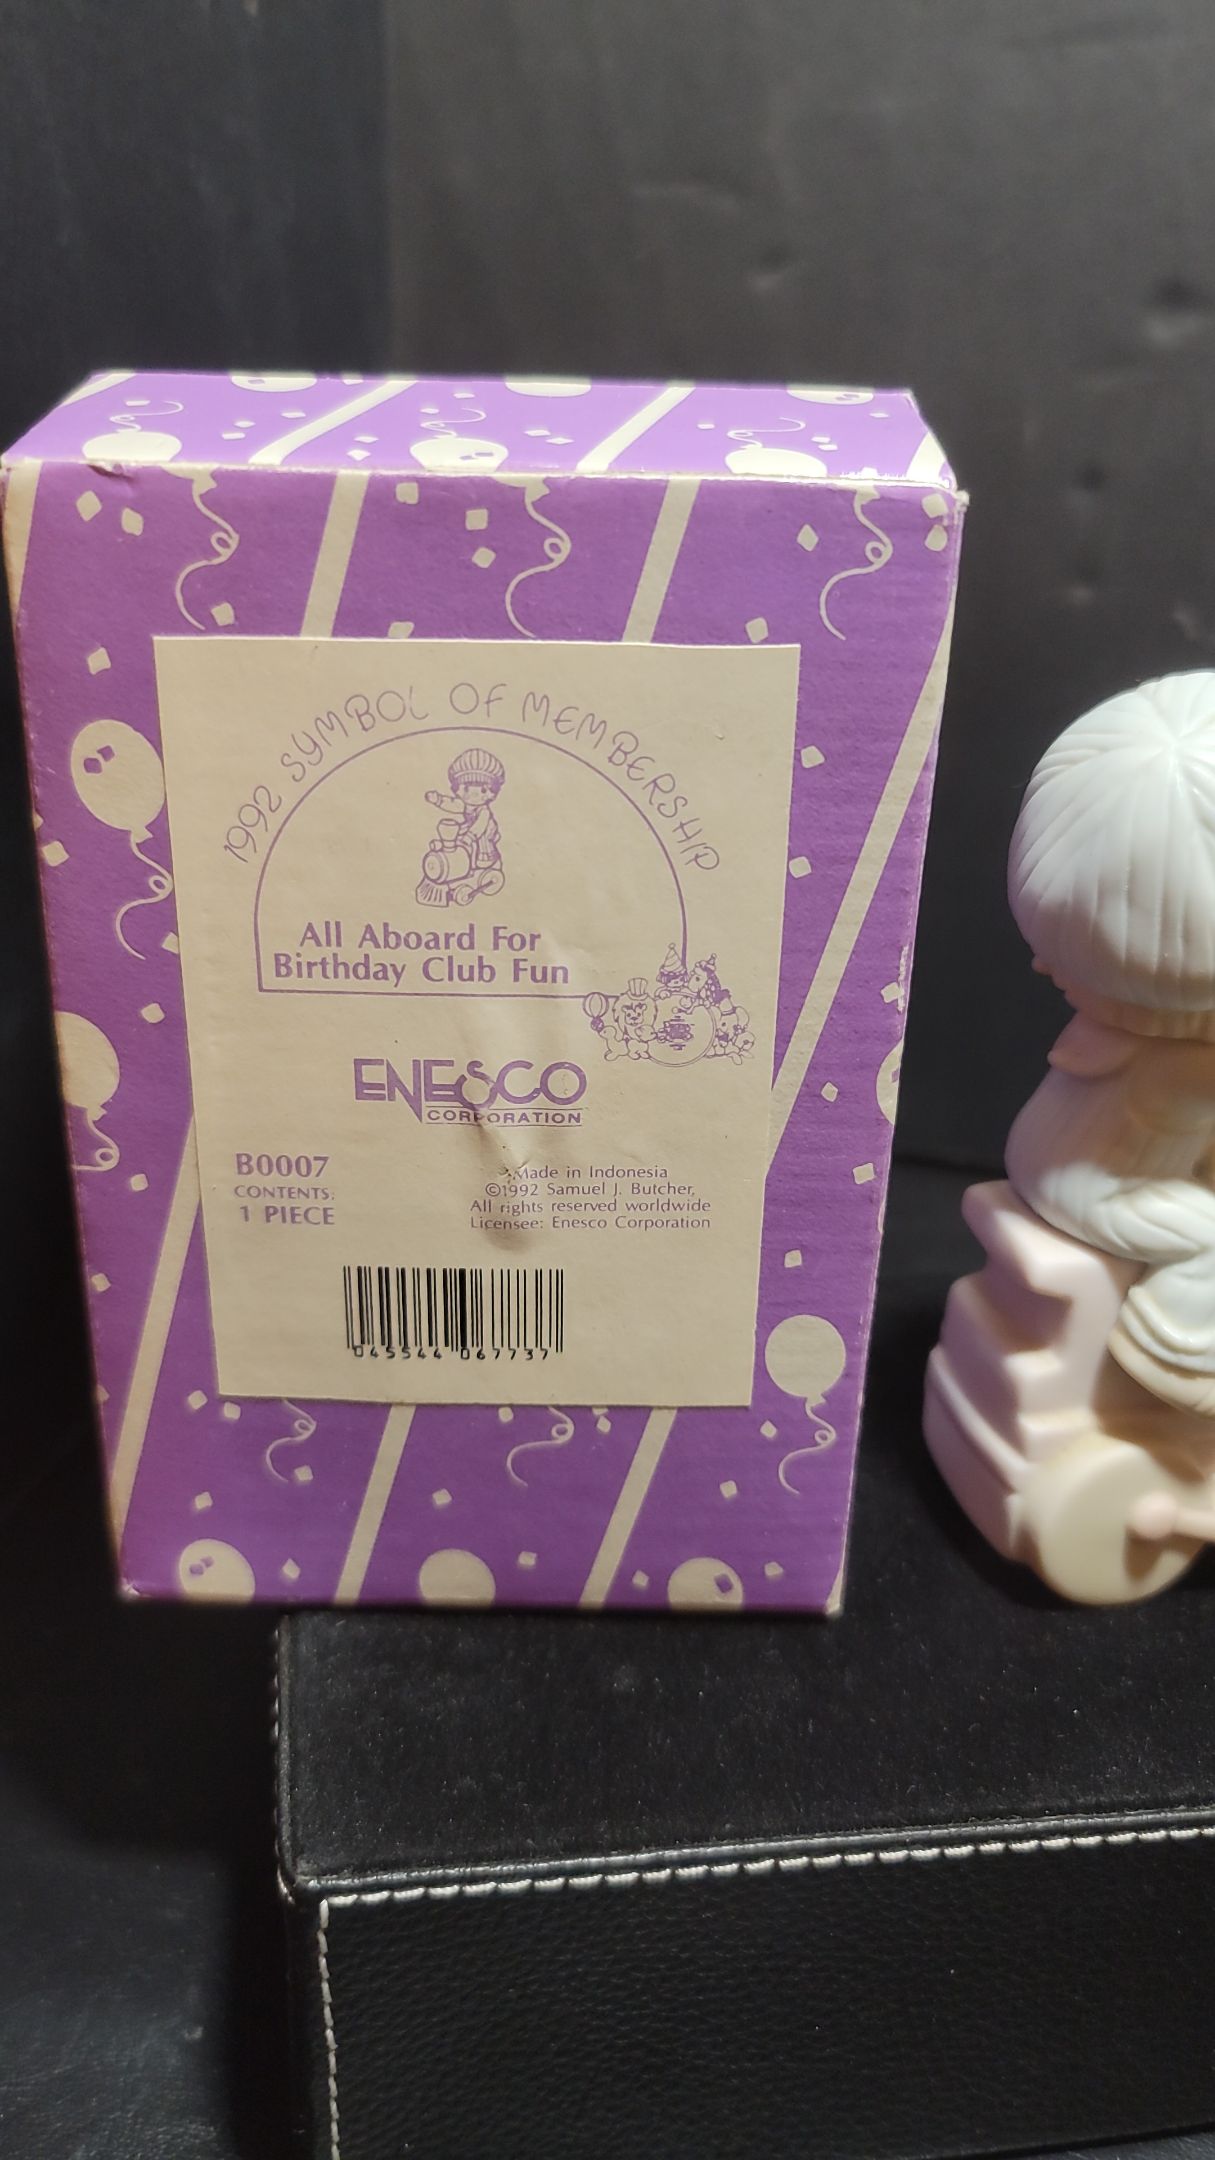 1992 SYMBOL OF MEMBERSHIP
All Aboard For
Birthday Club Fun
ENESCO
CORPORATION
B0007
CONTENTS:
1 PIECE
Made in Indonesia
©1992 Samuel J. Butcher,
All rights reserved worldwide
Licensee: Enesco Corporation
045544 067737